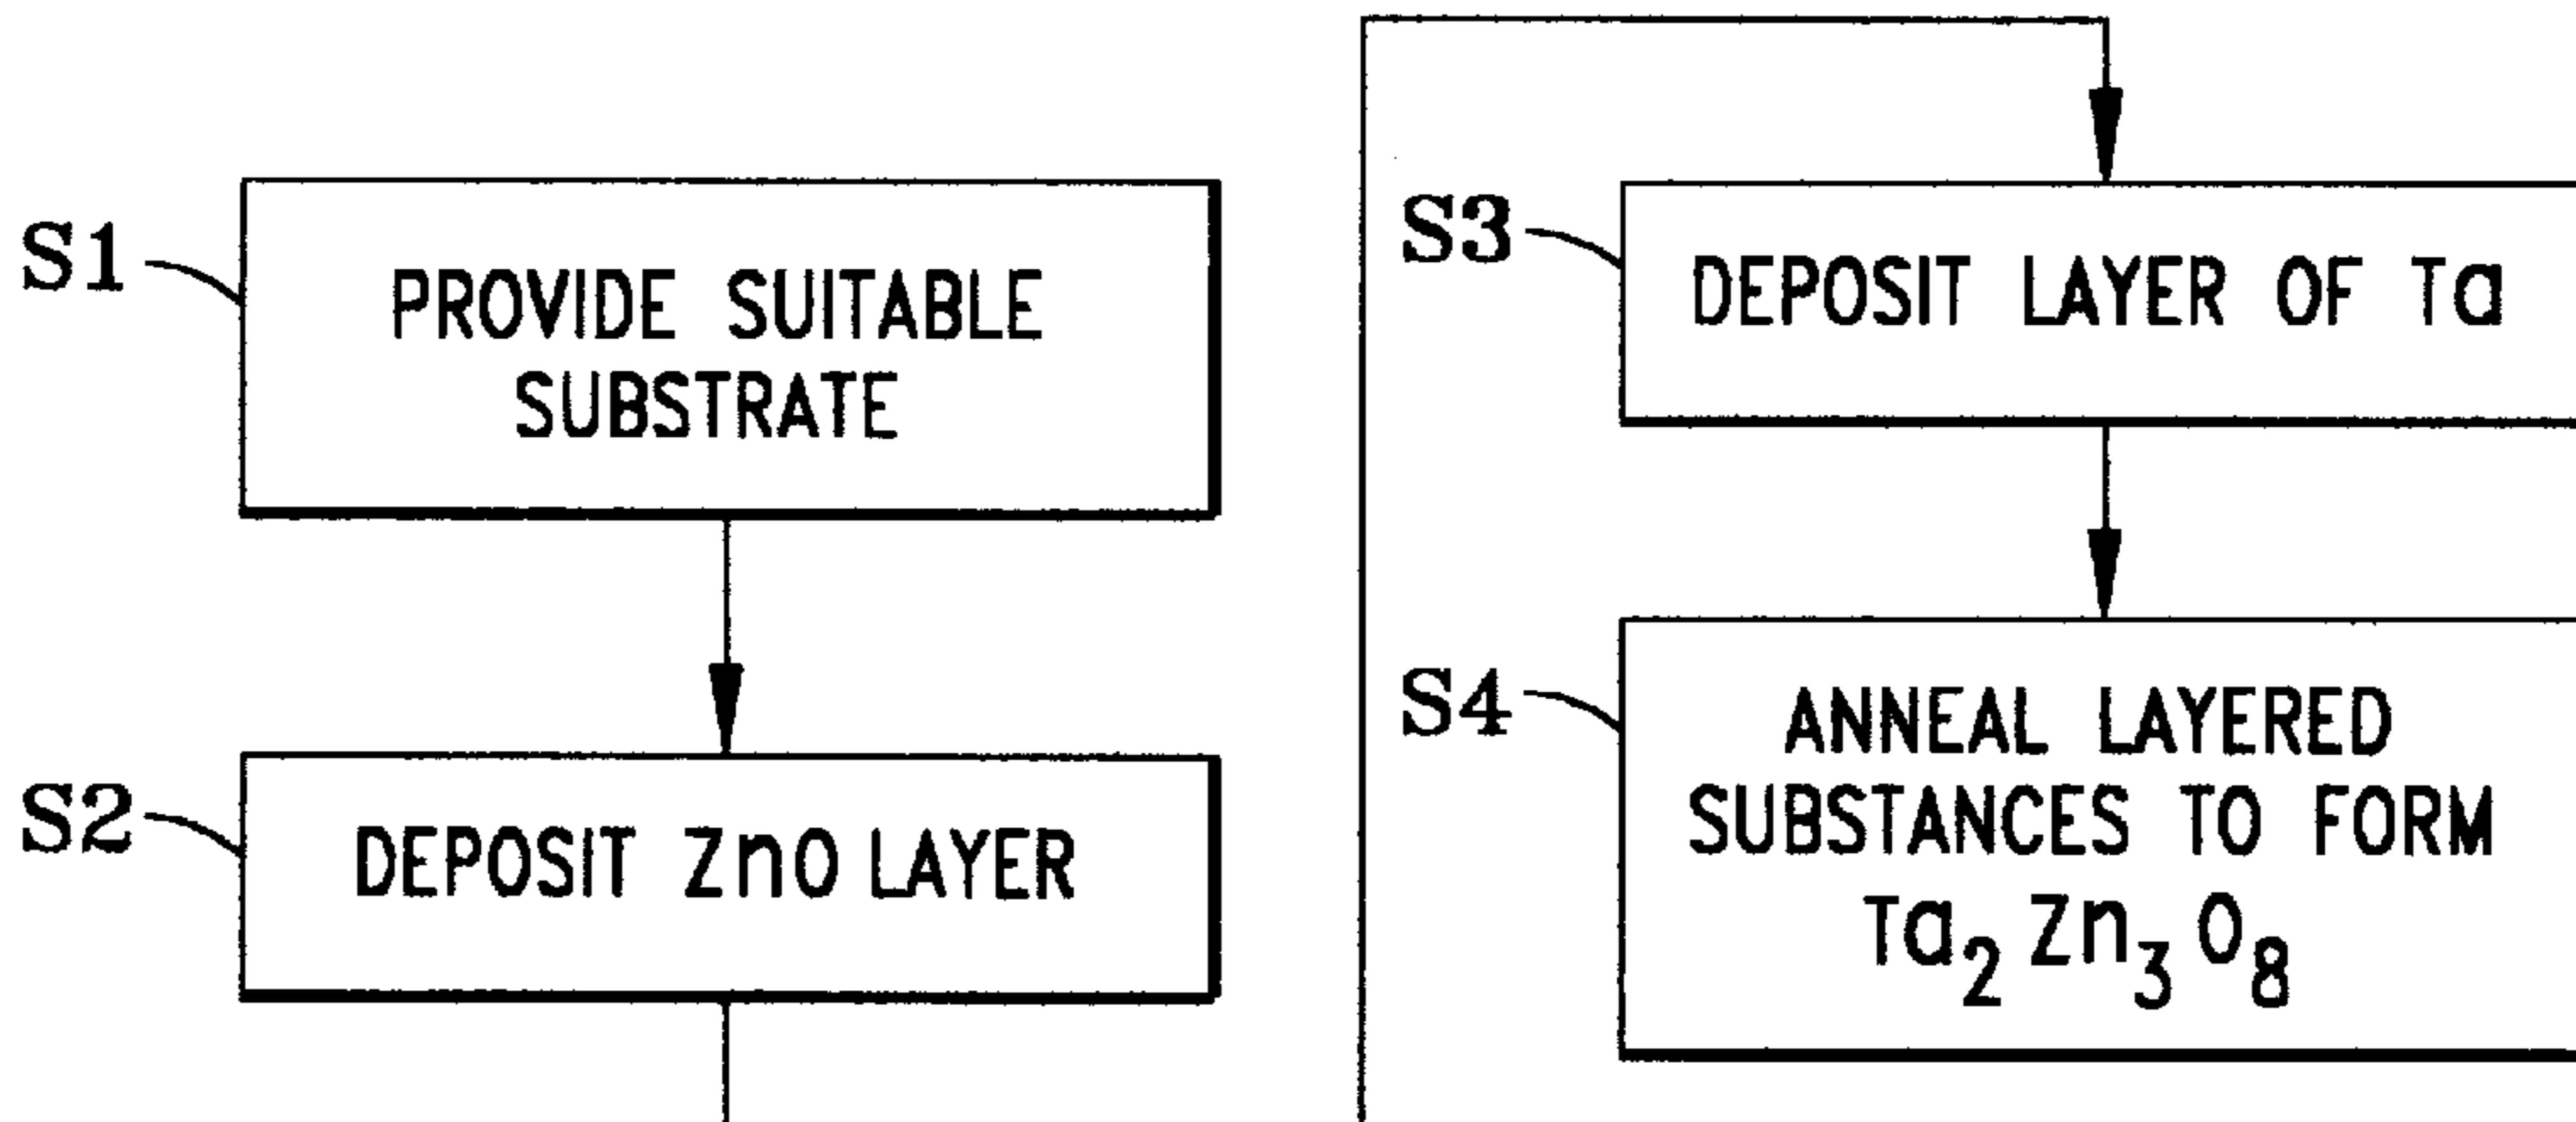 S1
PROVIDE SUITABLE
SUBSTRATE
S2
DEPOSIT ZnO LAYER
S3
DEPOSIT LAYER OF Ta
S4
ANNEAL LAYERED
SUBSTANCES TO FORM
Ta₂ Zn₃ O₈